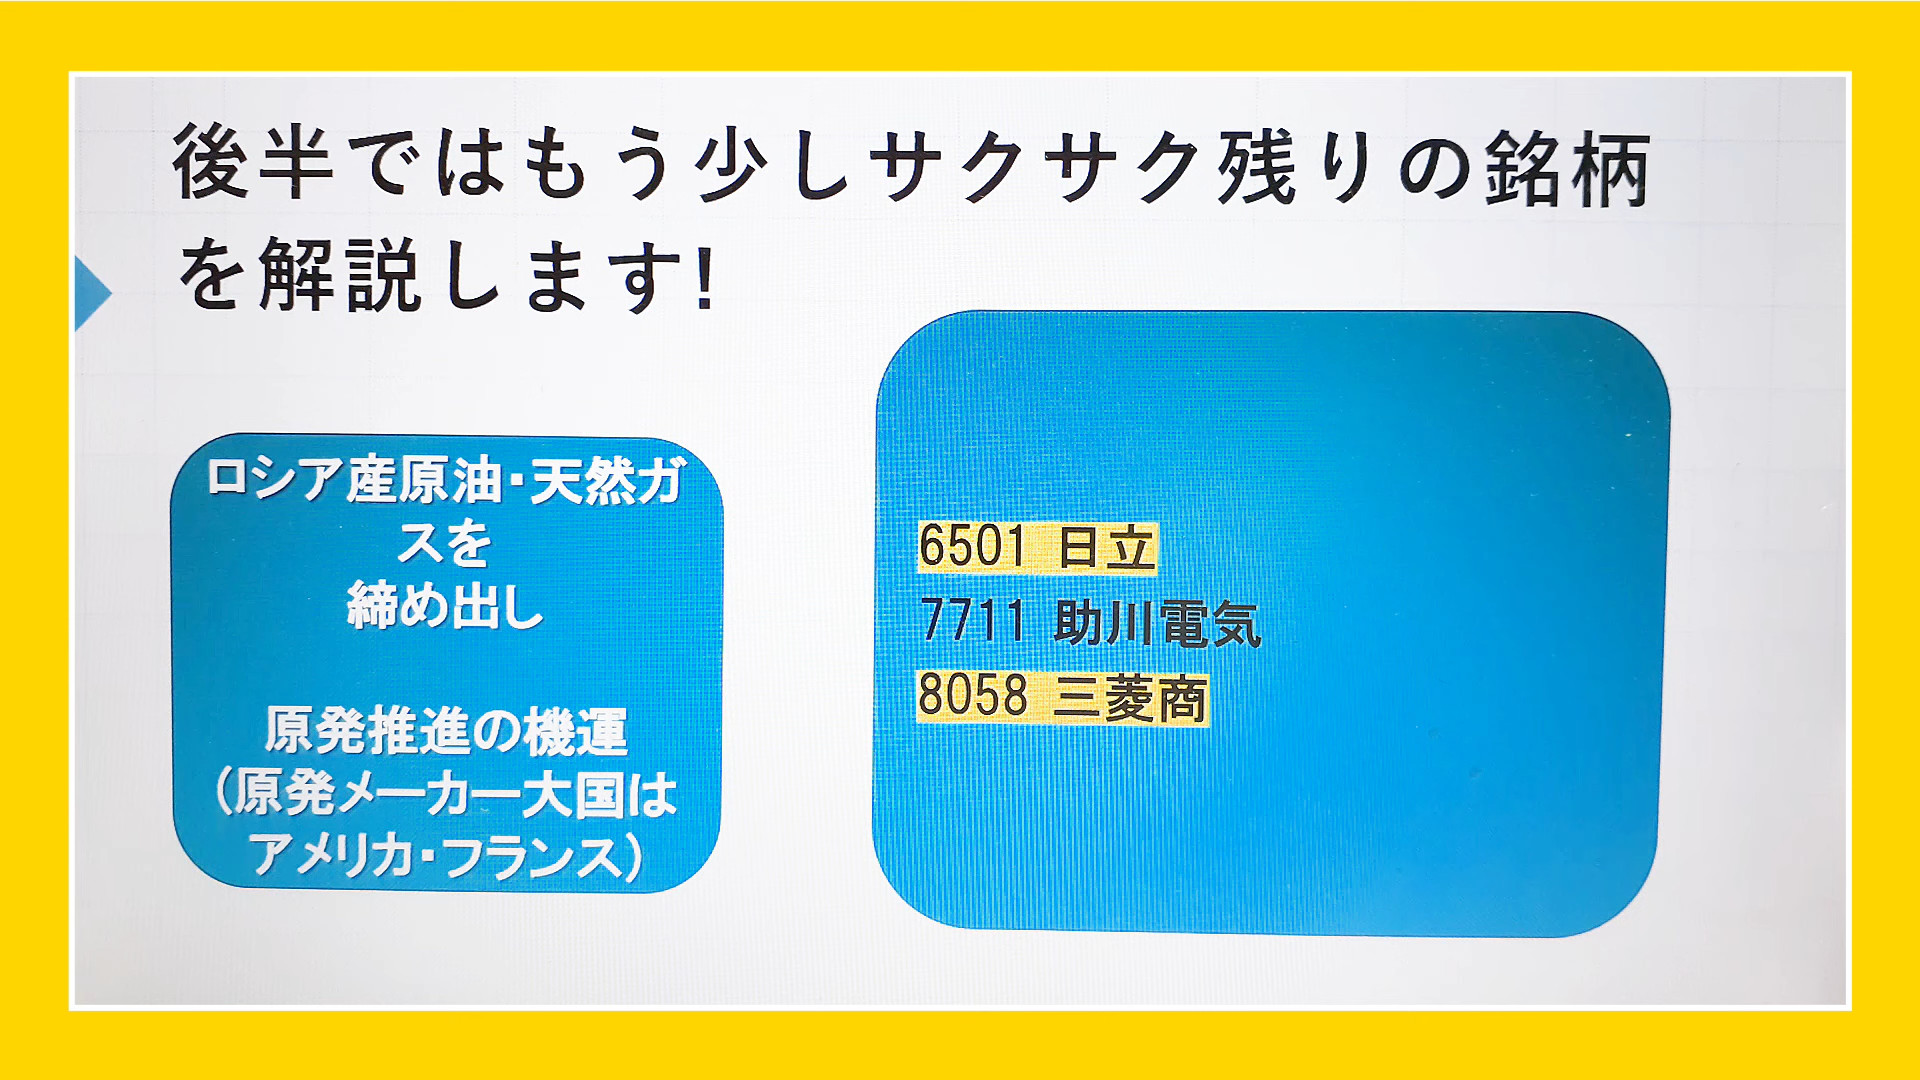 後半ではもう少しサクサク残りの銘柄
を解説します!
ロシア産原油・天然ガ
スを
締め出し
原発推進の機運
(原発メーカー大国は
アメリカ・フランス)
6501 日立
7711 助川電気
8058 三菱商